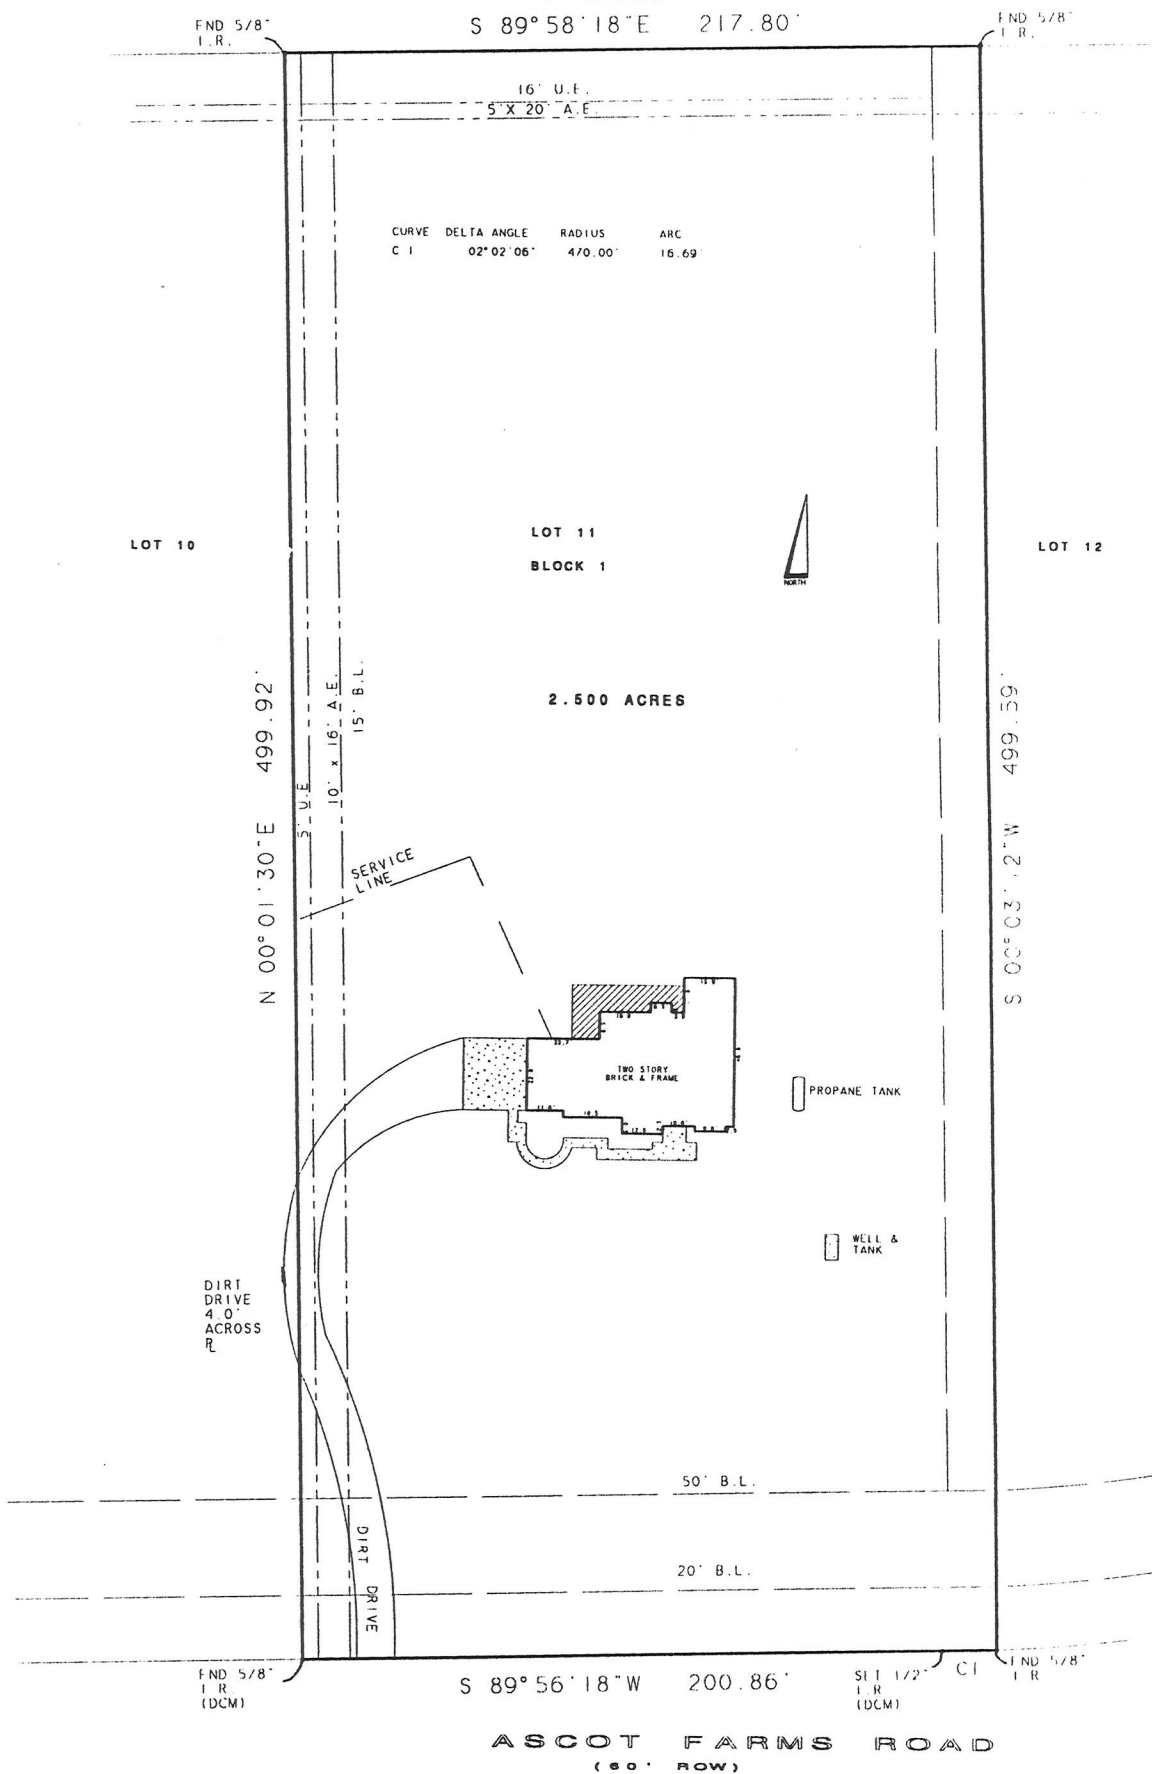 S 89°58'18"E 217.80'
FND 5/8"
I.R.
FND 5/8"
I.R.
16' U.E.
5'X 20' A.E.
CURVE DELTA ANGLE RADIUS ARC
C 1 02°02'06" 470.00' 16.69'
LOT 10
LOT 11
BLOCK 1
NORTH
LOT 12
2.500 ACRES
N 00°01'30"E 499.92'
5' U.E.
10' x 16' A.E.
15' B.L.
499.59'
SERVICE
LINE
TWO STORY
BRICK & FRAME
PROPANE TANK
WELL &
TANK
DIRT
DRIVE
4.0'
ACROSS
PL
50' B.L.
20' B.L.
DIRT DRIVE
FND 5/8"
I.R.
(DCM)
S 89°56'18"W 200.86'
SET 1/2"
I.R.
(DCM)
C1
FND 5/8"
I.R.
ASCOT FARMS ROAD
(60' ROW)